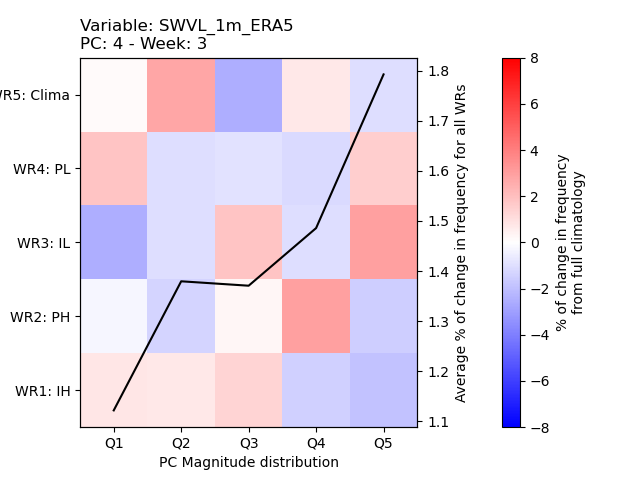 Variable: SWVL_1m_ERA5
PC: 4 - Week: 3
WR5: Clima
WR4: PL
WR3: IL
WR2: PH
WR1: IH
Q1 Q2 Q3 Q4 Q5
PC Magnitude distribution
1.8
1.7
1.6
1.5
1.4
1.3
1.2
1.1
Average % of change in frequency for all WRs
8
6
4
2
0
−2
−4
−6
−8
% of change in frequency
from full climatology